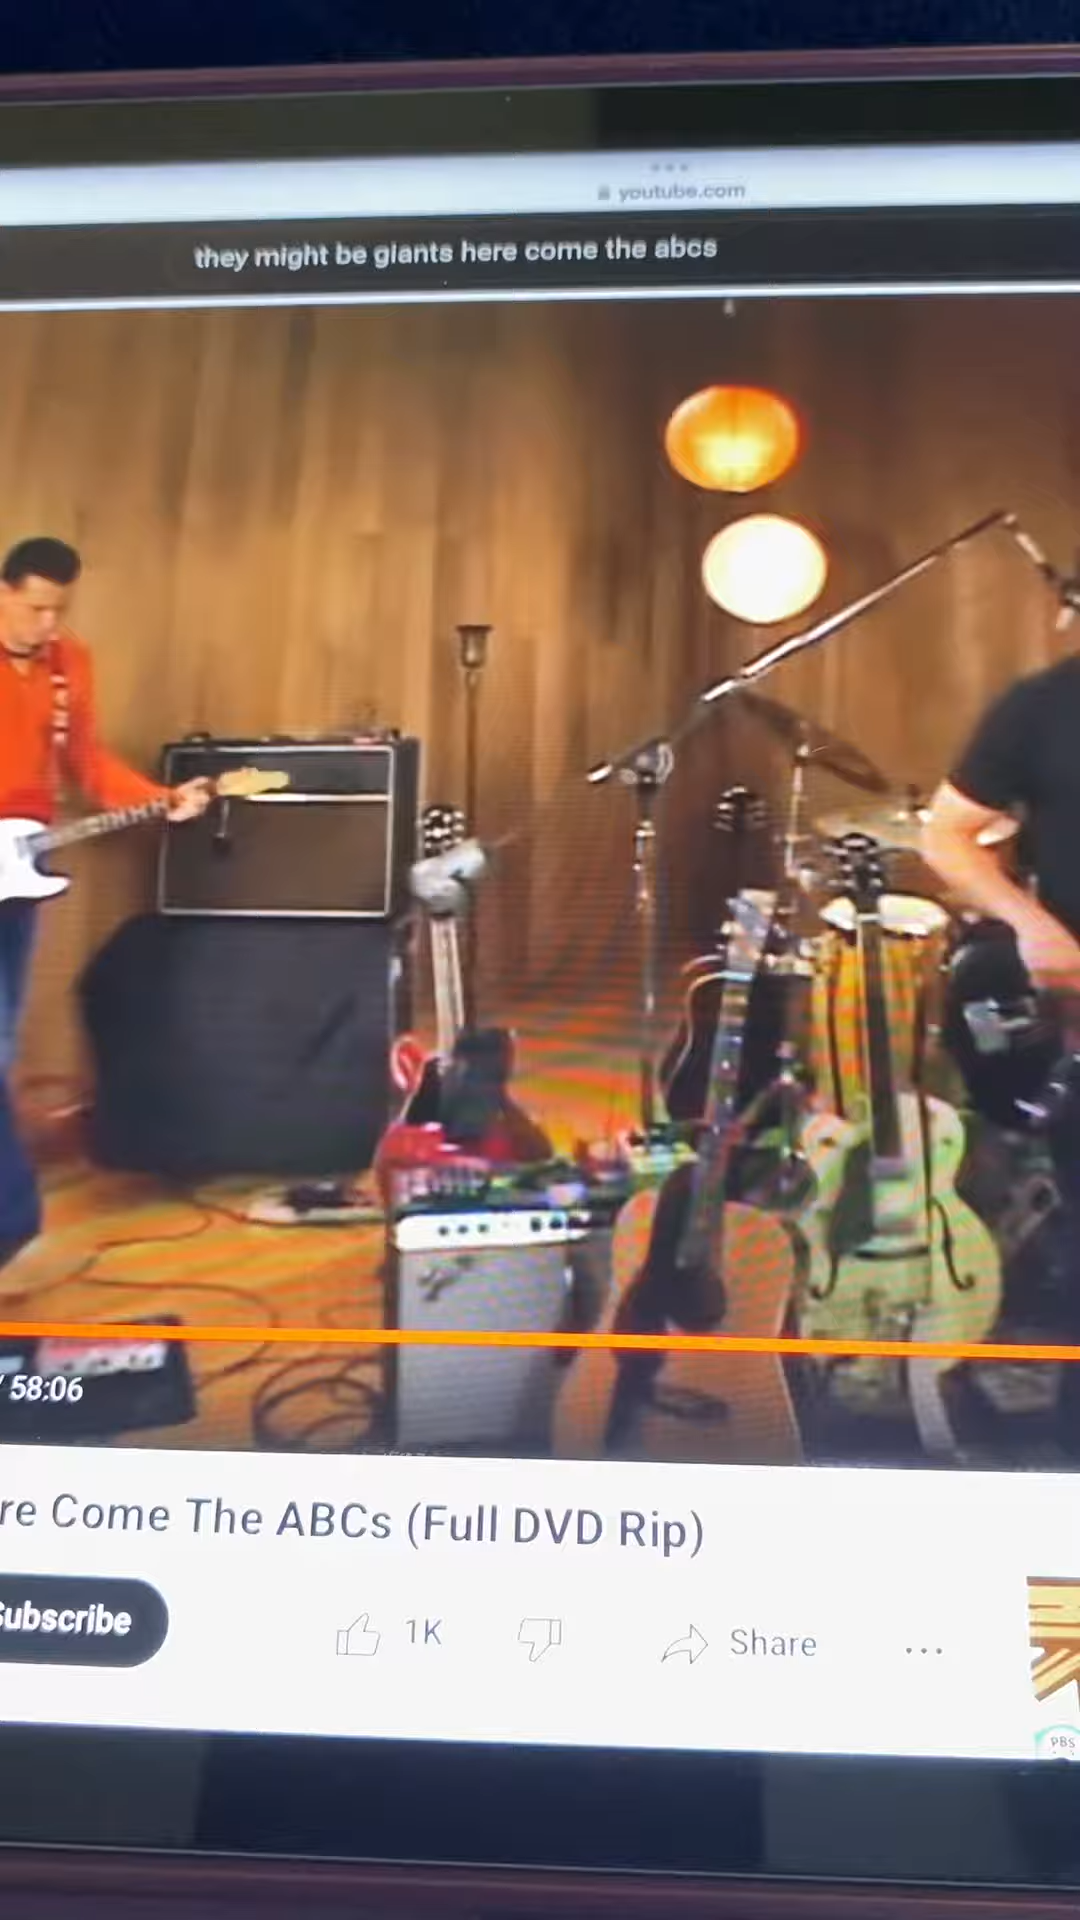 youtube.com
they might be giants here come the abcs
/ 58:06
re Come The ABCs (Full DVD Rip)
Subscribe
1K
Share
PBS